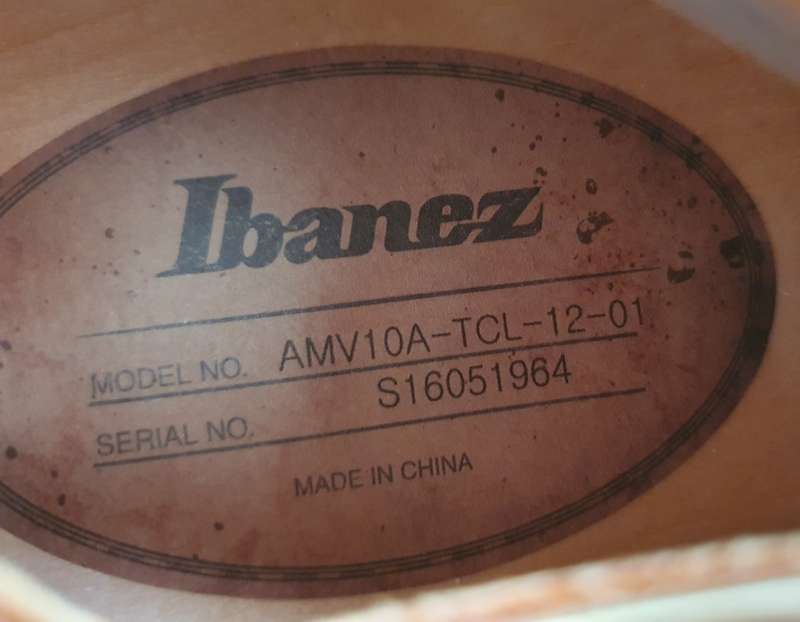 Ibanez
MODEL NO. AMV10A-TCL-12-01
SERIAL NO. S16051964
MADE IN CHINA